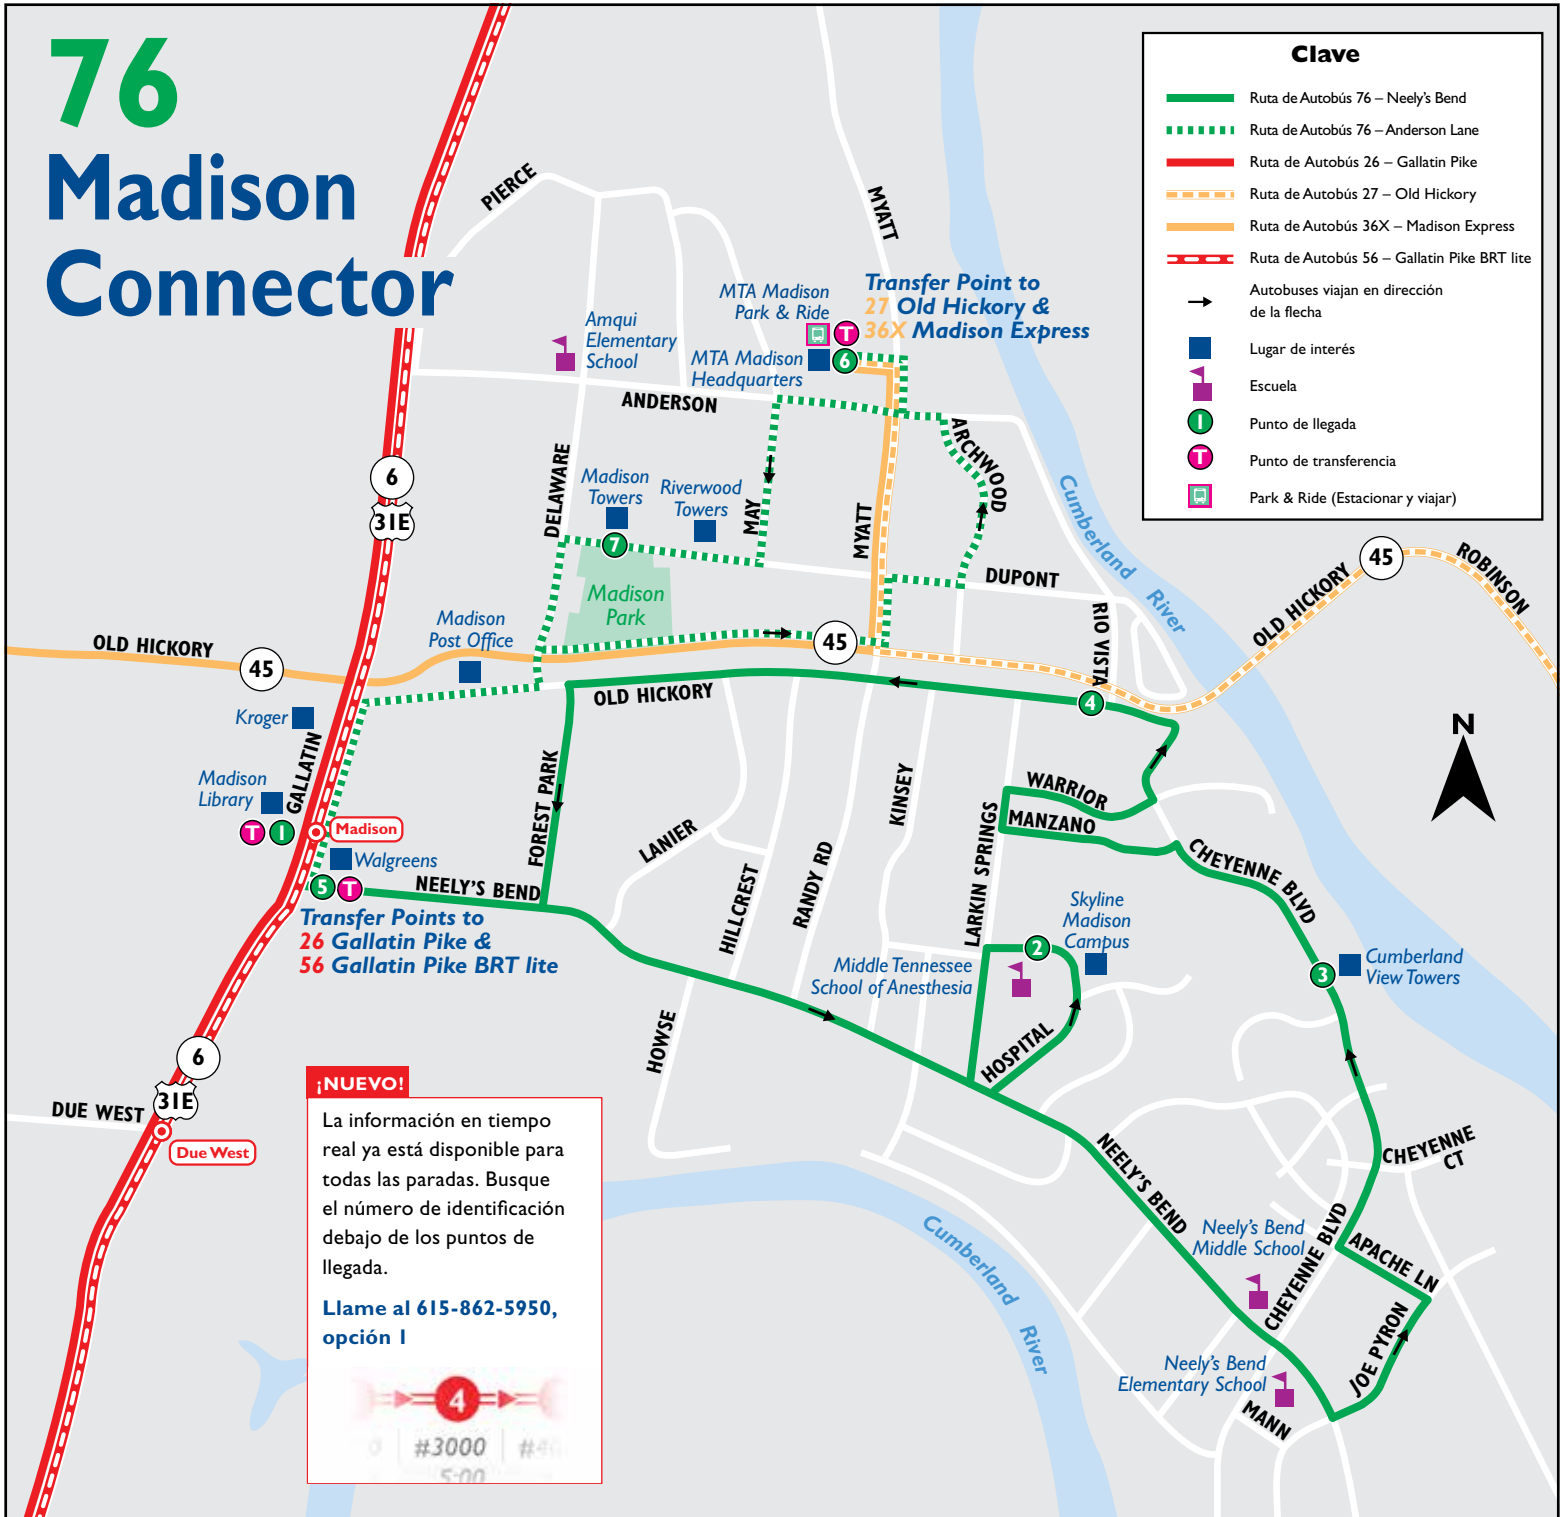 76
Madison
Connector
Clave
Ruta de Autobús 76 – Neely's Bend
Ruta de Autobús 76 – Anderson Lane
Ruta de Autobús 26 – Gallatin Pike
Ruta de Autobús 27 – Old Hickory
Ruta de Autobús 36X – Madison Express
Ruta de Autobús 56 – Gallatin Pike BRT lite
Autobuses viajan en dirección
de la flecha
Lugar de interés
Escuela
1
Punto de llegada
T
Punto de transferencia
Park & Ride (Estacionar y viajar)
PIERCE
MYATT
MTA Madison
Park & Ride
T
Transfer Point to
27 Old Hickory &
36X Madison Express
Amqui
Elementary
School
MTA Madison
Headquarters
6
ANDERSON
ARCHWOOD
6
31E
DELAWARE
Madison
Towers
7
Riverwood
Towers
MAY
MYATT
DUPONT
Cumberland
River
RIO VISTA
OLD HICKORY
45
ROBINSON
Madison
Park
Madison
Post Office
OLD HICKORY
45
45
OLD HICKORY
4
Kroger
GALLATIN
Madison
Library
T
1
Madison
Walgreens
5
T
NEELY'S BEND
Transfer Points to
26 Gallatin Pike &
56 Gallatin Pike BRT lite
FOREST PARK
LANIER
HILLCREST
RANDY RD
KINSEY
LARKIN SPRINGS
WARRIOR
MANZANO
CHEYENNE BLVD
N
Skyline
Madison
Campus
2
Middle Tennessee
School of Anesthesia
HOSPITAL
3
Cumberland
View Towers
HOWSE
6
31E
DUE WEST
Due West
NEELY'S BEND
CHEYENNE
CT
Neely's Bend
Middle School
CHEYENNE BLVD
APACHE LN
JOE PYRON
Neely's Bend
Elementary School
MANN
Cumberland
River
¡NUEVO!
La información en tiempo
real ya está disponible para
todas las paradas. Busque
el número de identificación
debajo de los puntos de
llegada.
Llame al 615-862-5950,
opción 1
4
#3000
5:00